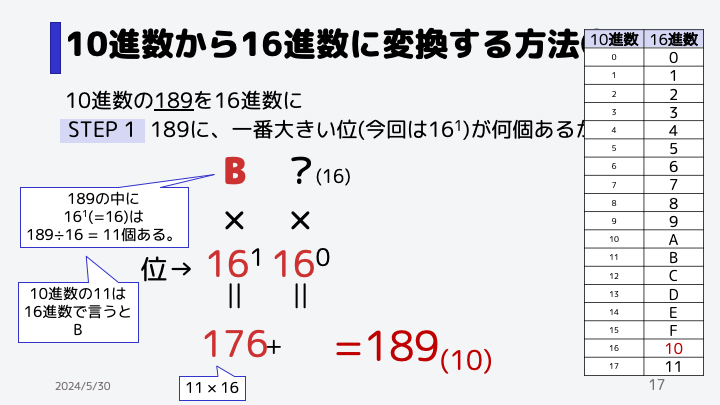 10進数から16進数に変換する方法
10進数の189を16進数に
STEP 1 189に、一番大きい位(今回は16¹)が何個あるか
B ?(16)
189の中に
16¹(=16)は
189÷16 = 11個ある。
× ×
位→ 16¹ 16⁰
10進数の11は
16進数で言うと
B
|| ||
176+ =189(10)
11 × 16
10進数 16進数
0 0
1 1
2 2
3 3
4 4
5 5
6 6
7 7
8 8
9 9
10 A
11 B
12 C
13 D
14 E
15 F
16 10
17 11
2024/5/30
17